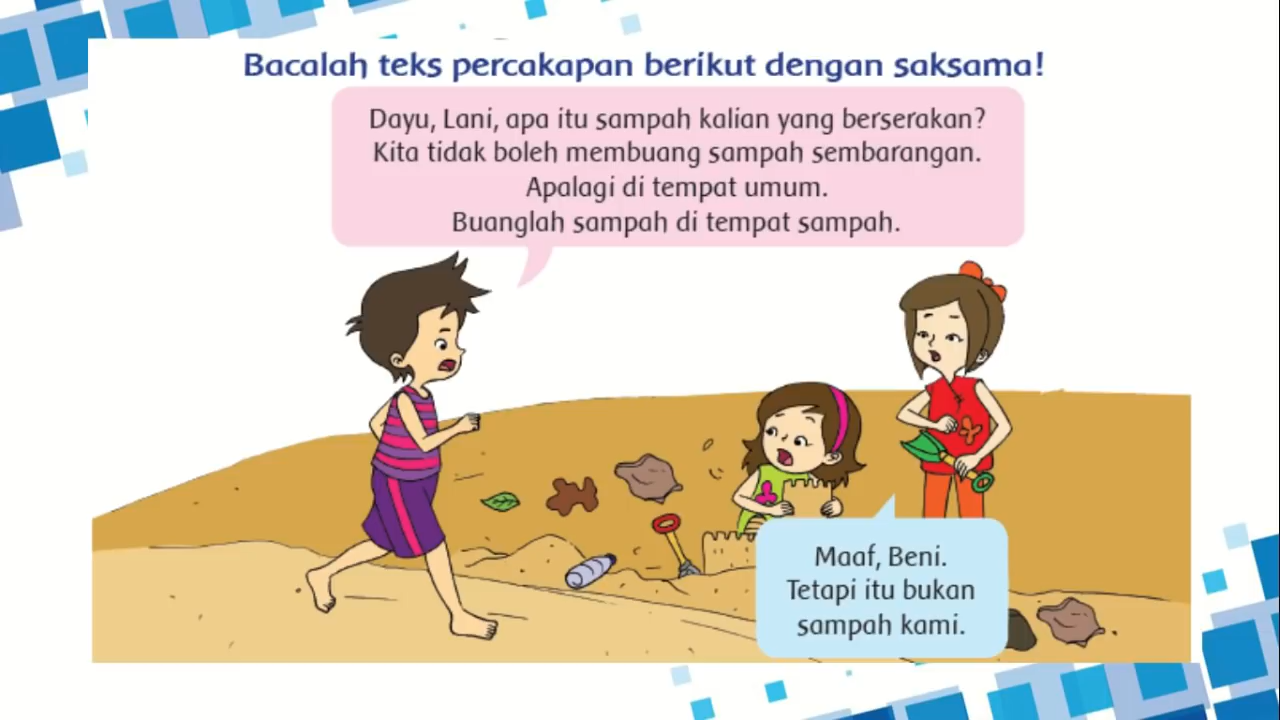 Bacalah teks percakapan berikut dengan saksama!
Dayu, Lani, apa itu sampah kalian yang berserakan?
Kita tidak boleh membuang sampah sembarangan.
Apalagi di tempat umum.
Buanglah sampah di tempat sampah.
Maaf, Beni.
Tetapi itu bukan
sampah kami.